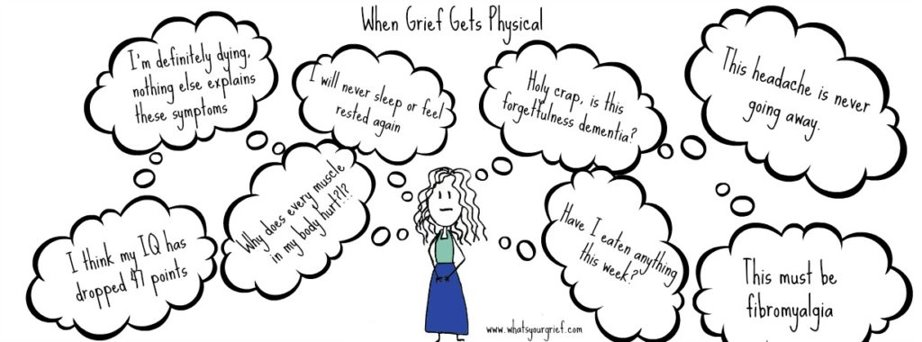 When Grief Gets Physical
I'm definitely dying,
nothing else explains
these symptoms
I will never sleep or feel
rested again
Holy crap, is this
forgetfulness dementia?
This headache is never
going away.
I think my IQ has
dropped 47 points
Why does every muscle
in my body hurt?!?
Have I eaten anything
this week?
This must be
fibromyalgia
www.whatsyourgrief.com